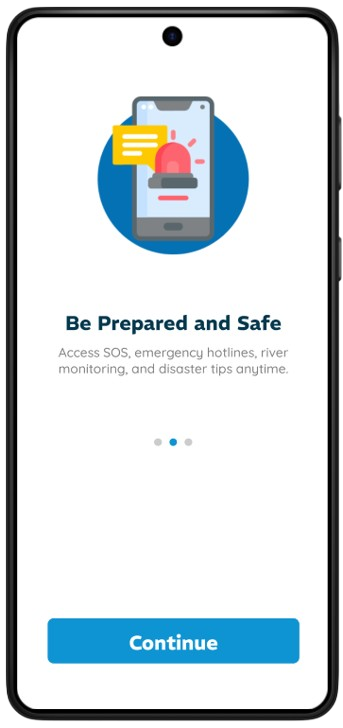 Be Prepared and Safe
Access SOS, emergency hotlines, river
monitoring, and disaster tips anytime.
Continue